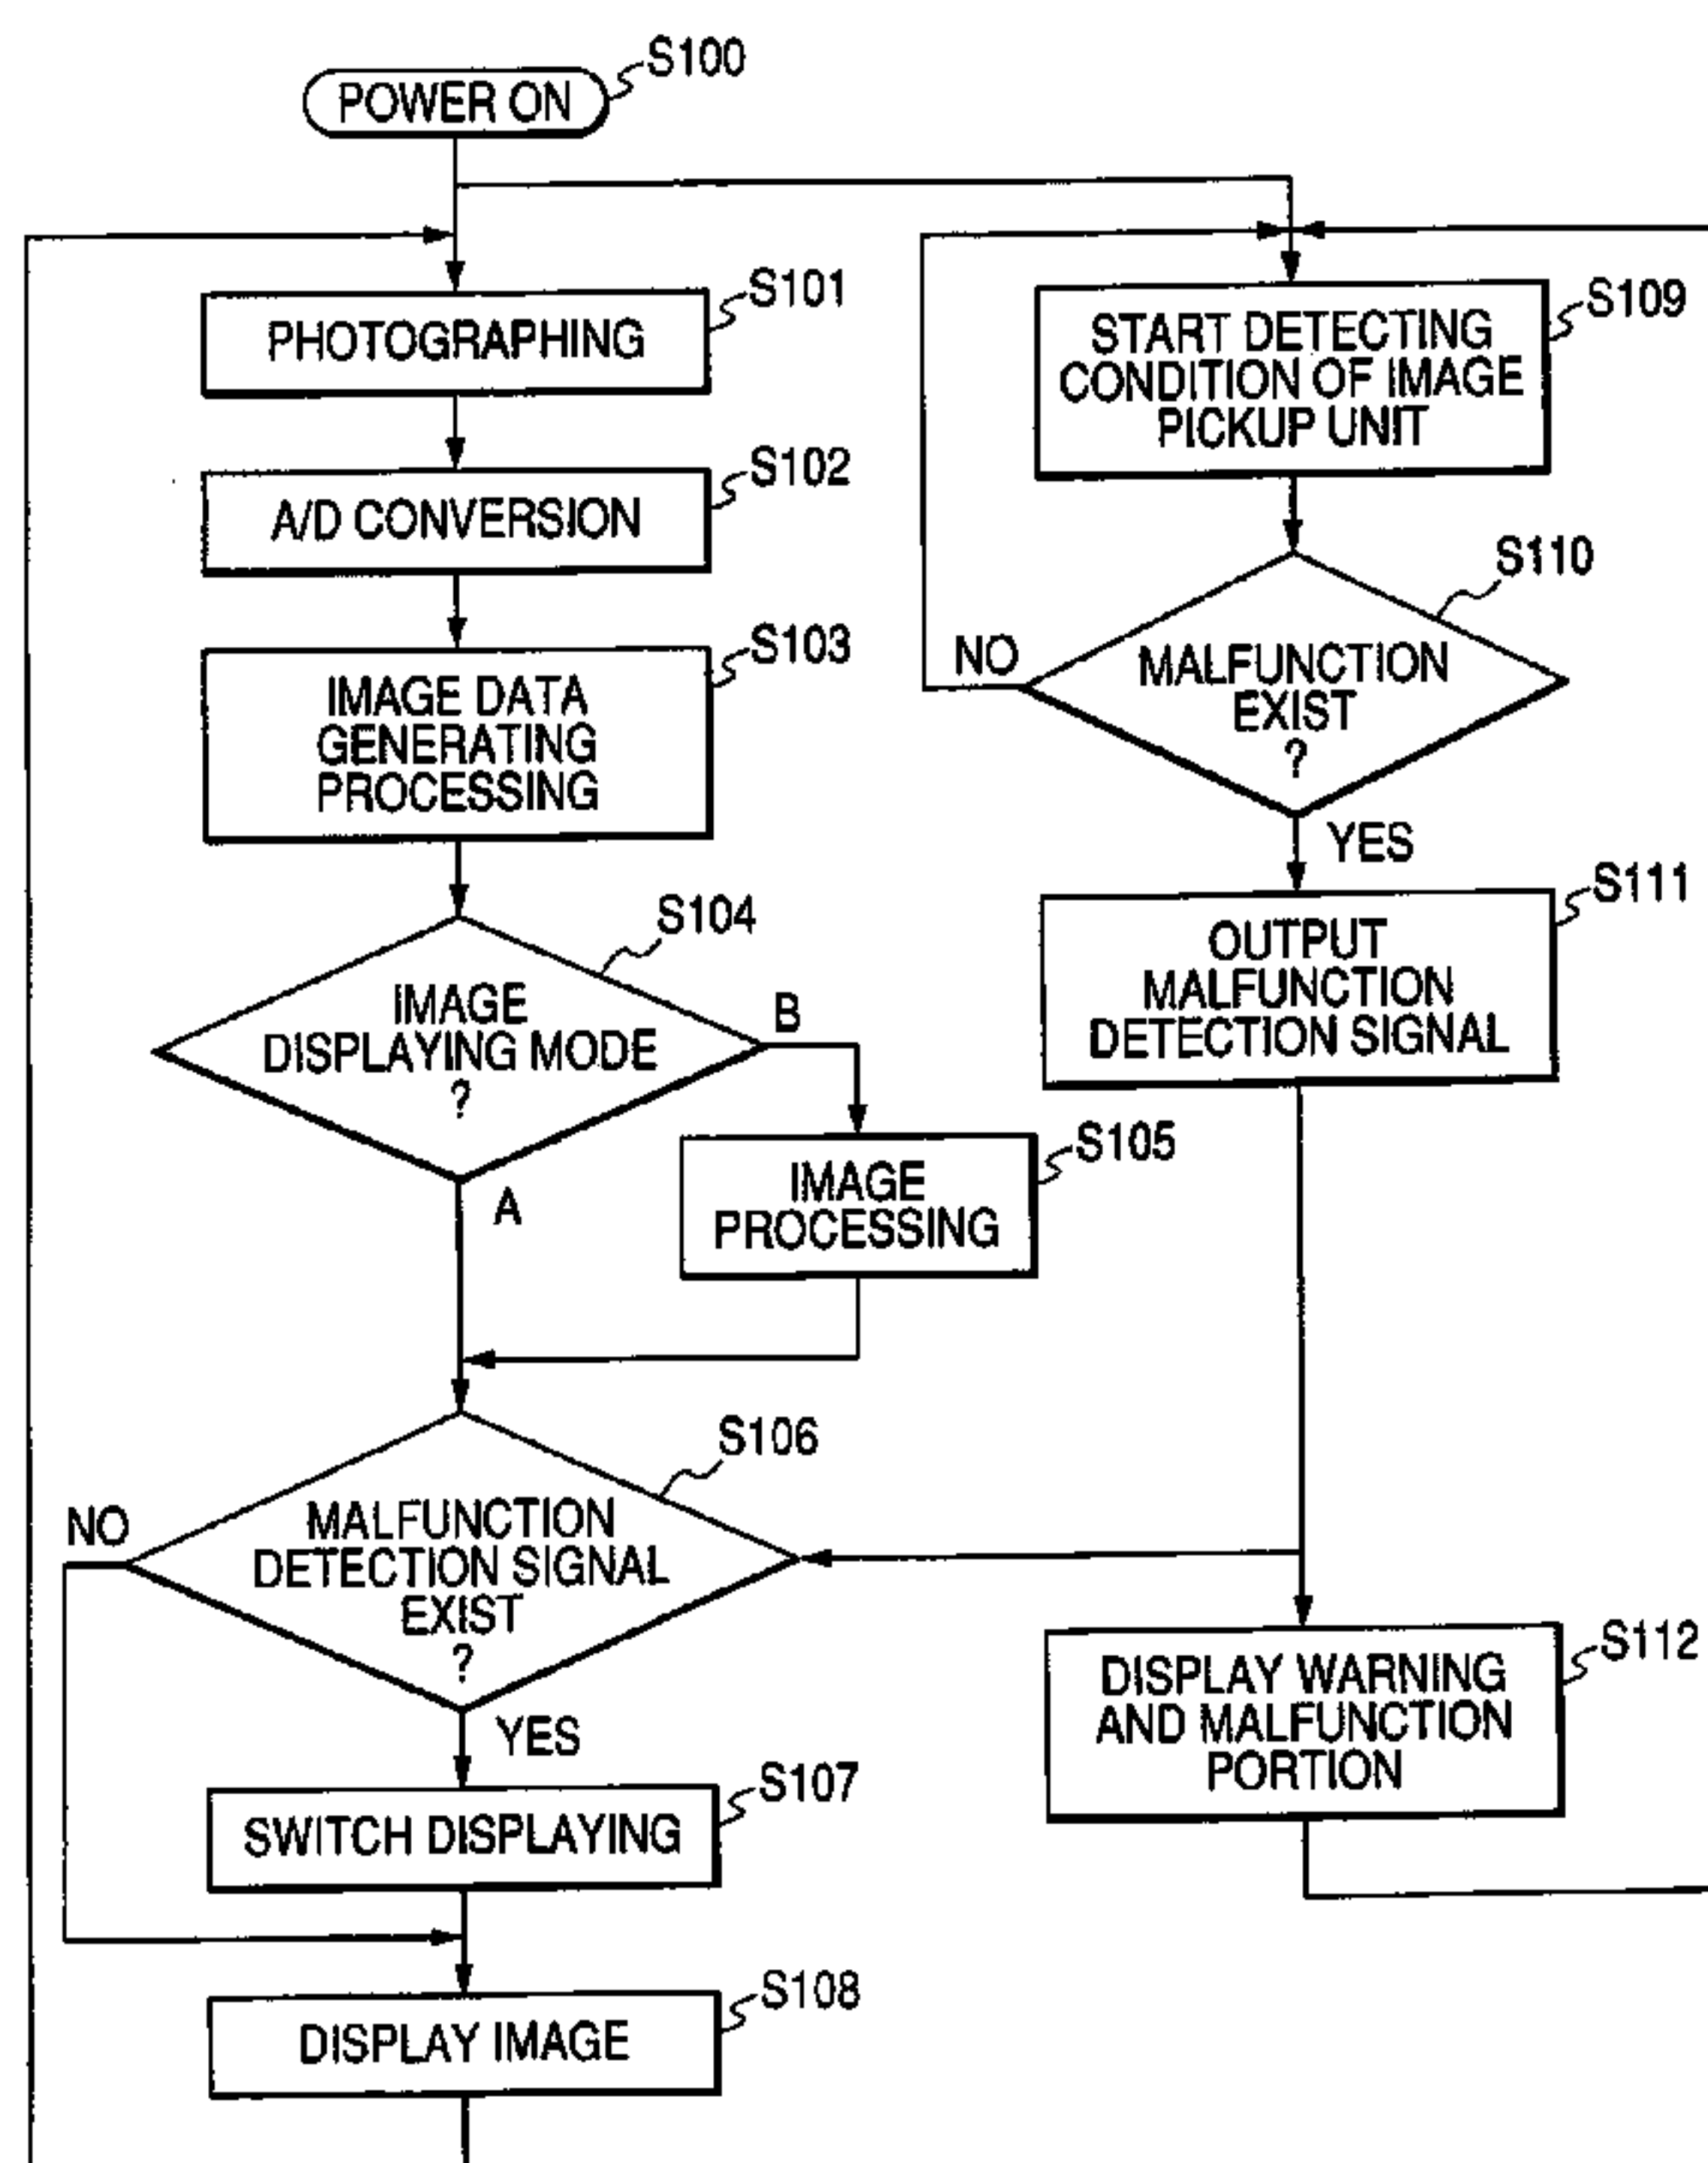 POWER ON
S100
PHOTOGRAPHING
S101
A/D CONVERSION
S102
IMAGE DATA
GENERATING
PROCESSING
S103
IMAGE
DISPLAYING MODE
?
S104
B
A
IMAGE
PROCESSING
S105
MALFUNCTION
DETECTION SIGNAL
EXIST
?
S106
NO
YES
SWITCH DISPLAYING
S107
DISPLAY IMAGE
S108
START DETECTING
CONDITION OF IMAGE
PICKUP UNIT
S109
MALFUNCTION
EXIST
?
S110
NO
YES
OUTPUT
MALFUNCTION
DETECTION SIGNAL
S111
DISPLAY WARNING
AND MALFUNCTION
PORTION
S112